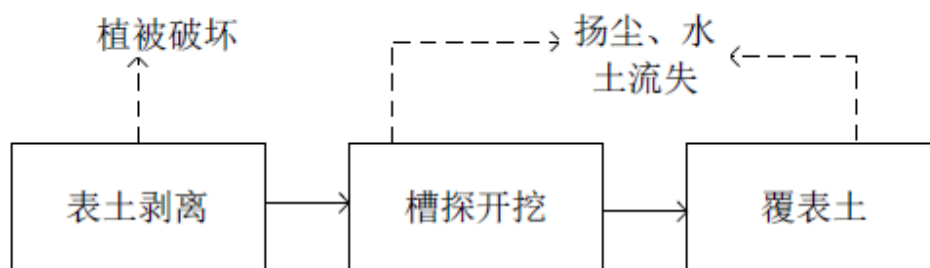 植被破坏
扬尘、水
土流失
表土剥离
槽探开挖
覆表土